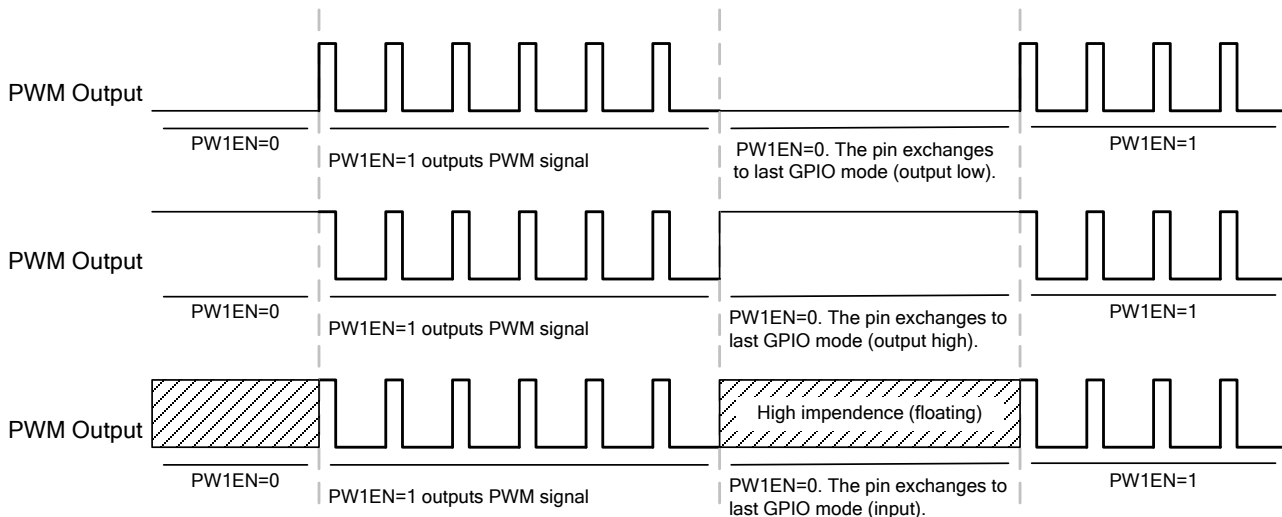 PWM Output
PW1EN=0
PW1EN=1 outputs PWM signal
PW1EN=0. The pin exchanges
to last GPIO mode (output low).
PW1EN=1
PWM Output
PW1EN=0
PW1EN=1 outputs PWM signal
PW1EN=0. The pin exchanges to
last GPIO mode (output high).
PW1EN=1
PWM Output
High impendence (floating)
PW1EN=0
PW1EN=1 outputs PWM signal
PW1EN=0. The pin exchanges to
last GPIO mode (input).
PW1EN=1